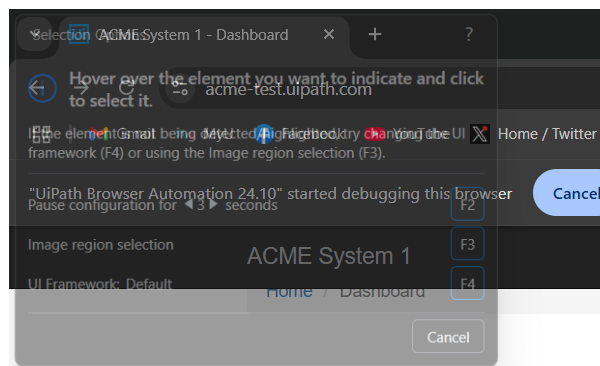 Selection Options
ACME System 1 - Dashboard
?
Hover over the element you want to indicate and click
to select it.
acme-test.uipath.com
If the element is not being detected/highlighted, try changing the UI
framework (F4) or using the Image region selection (F3).
Gmail
MyU
Facebook
YouTube
Home / Twitter
"UiPath Browser Automation 24.10" started debugging this browser
Cancel
Pause configuration for 3 seconds
F2
Image region selection
F3
ACME System 1
UI Framework: Default
F4
Home / Dashboard
Cancel